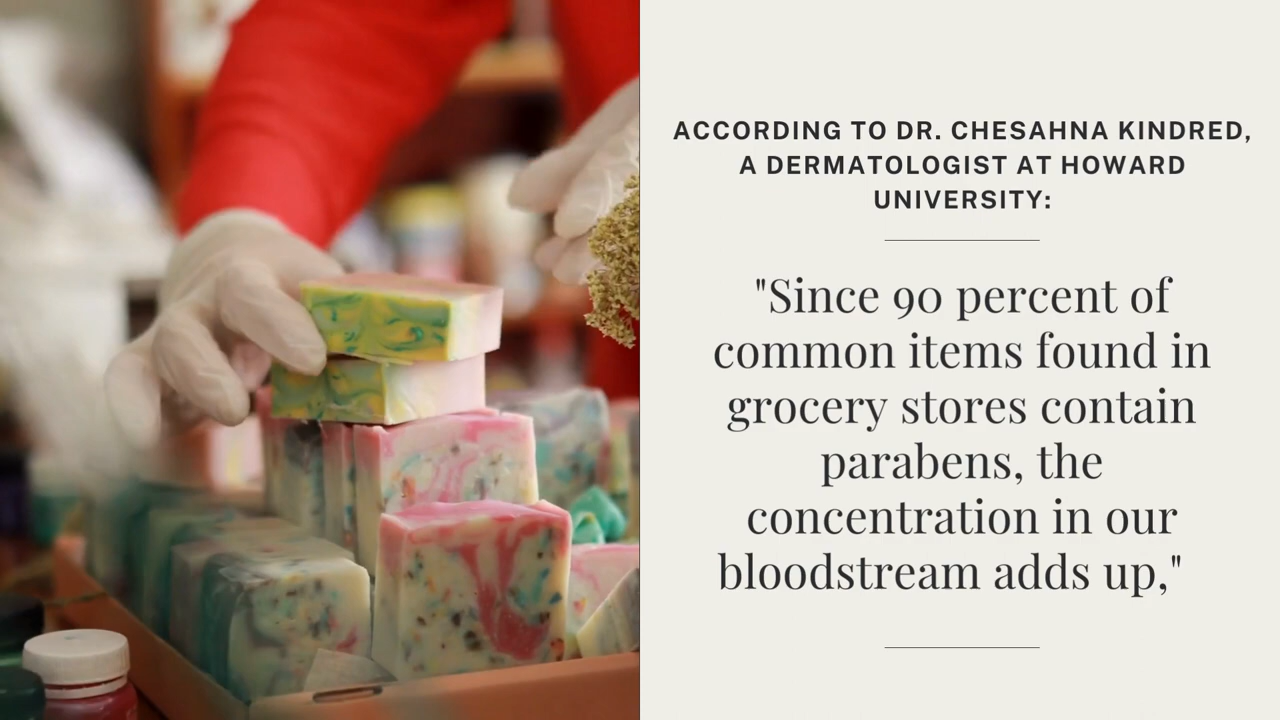 ACCORDING TO DR. CHESAHNA KINDRED,
A DERMATOLOGIST AT HOWARD
UNIVERSITY:
"Since 90 percent of
common items found in
grocery stores contain
parabens, the
concentration in our
bloodstream adds up,"